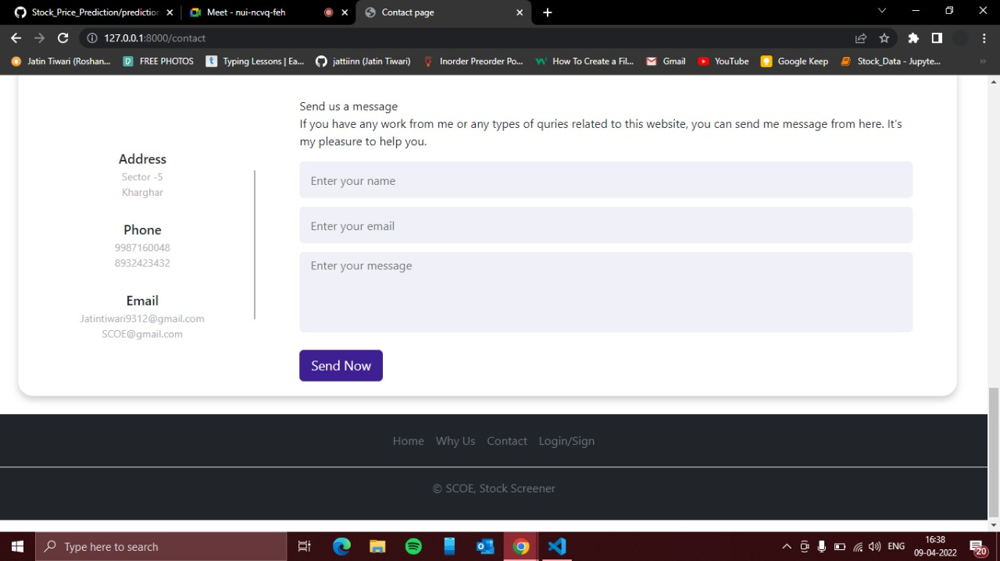 Stock_Price_Prediction/prediction
Meet - nui-ncvq-feh
Contact page
127.0.0.1:8000/contact
Jatin Tiwari (Roshan...
FREE PHOTOS
Typing Lessons | Ea...
jattiinn (Jatin Tiwari)
Inorder Preorder Po...
How To Create a Fil...
Gmail
YouTube
Google Keep
Stock_Data - Jupyte...
Address
Sector -5
Kharghar
Phone
9987160048
8932423432
Email
Jatintiwari9312@gmail.com
SCOE@gmail.com
Send us a message
If you have any work from me or any types of quries related to this website, you can send me message from here. It's
my pleasure to help you.
Enter your name
Enter your email
Enter your message
Send Now
Home Why Us Contact Login/Sign
© SCOE, Stock Screener
Type here to search
ENG
16:38
09-04-2022
20